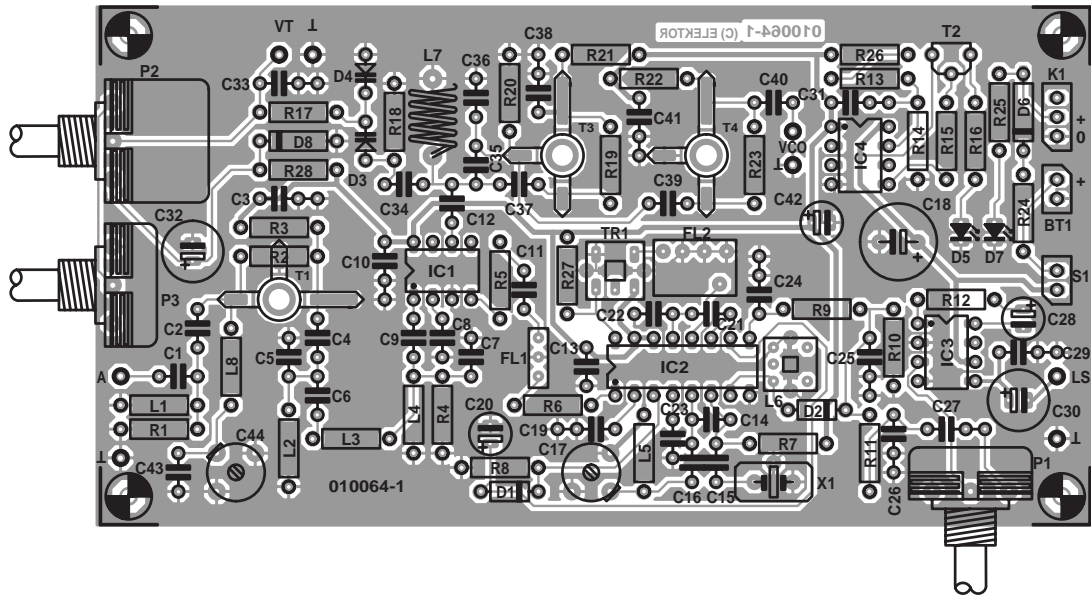 VT ⊥
C38
010064-1 (C) ELEKTOR
T2
P2
L7
C36
R21
R26
K1
C33
D4
R20
R22
C40
R13
C31
R25
D6
R17
R18
C41
+
0
D8
T3
T4
VCO
IC4
R14
R15
R16
R28
C35
R19
R23
⊥
+
C3
D3
C34
C37
C39
C42
C18
R24
BT1
C32
R3
C12
+
+
R2
C10
C11
TR1
FL2
D5
D7
T1
IC1
R5
R27
C24
S1
P3
R12
C2
C22
C21
R9
C28
+
C1
L8
C5
C4
C9
C8
C7
FL1
C13
IC2
C25
R10
IC3
C29
A
L6
LS
L1
C6
L4
R4
R6
C23
C14
D2
C30
R1
L2
L3
C20
C19
L5
R7
R11
C27
+
⊥
C43
C44
+
R8
C17
P1
⊥
010064-1
D1
C16
C15
X1
C26